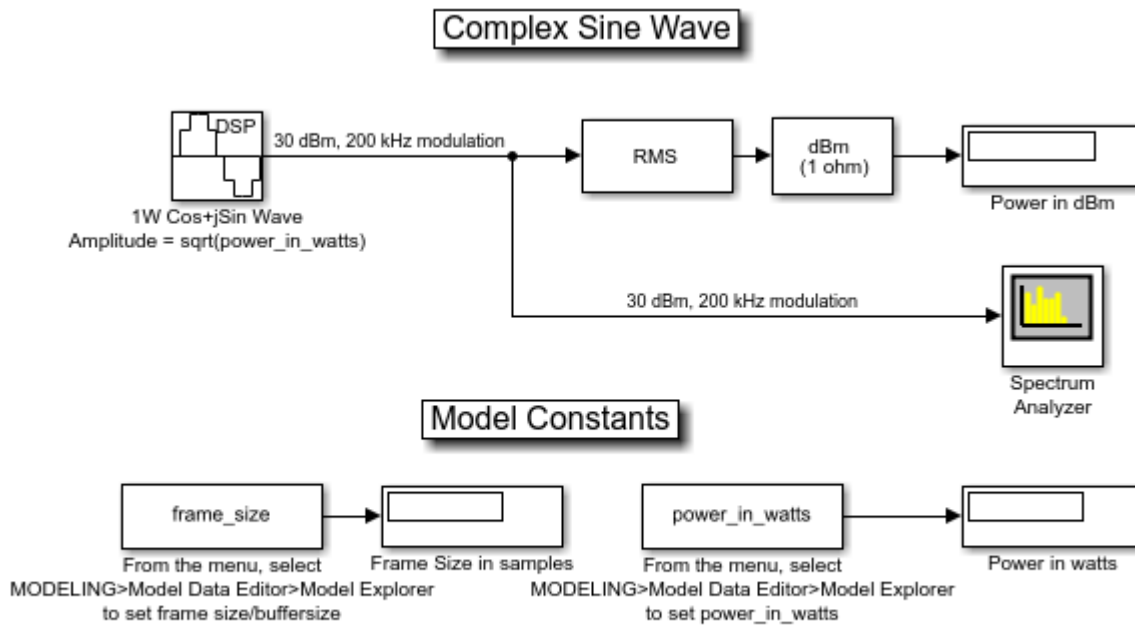 Complex Sine Wave
DSP
30 dBm, 200 kHz modulation
RMS
dBm
(1 ohm)
Power in dBm
1W Cos+jSin Wave
Amplitude = sqrt(power_in_watts)
30 dBm, 200 kHz modulation
Spectrum
Analyzer
Model Constants
frame_size
From the menu, select
MODELING>Model Data Editor>Model Explorer
to set frame size/buffersize
Frame Size in samples
power_in_watts
From the menu, select
MODELING>Model Data Editor>Model Explorer
to set power_in_watts
Power in watts